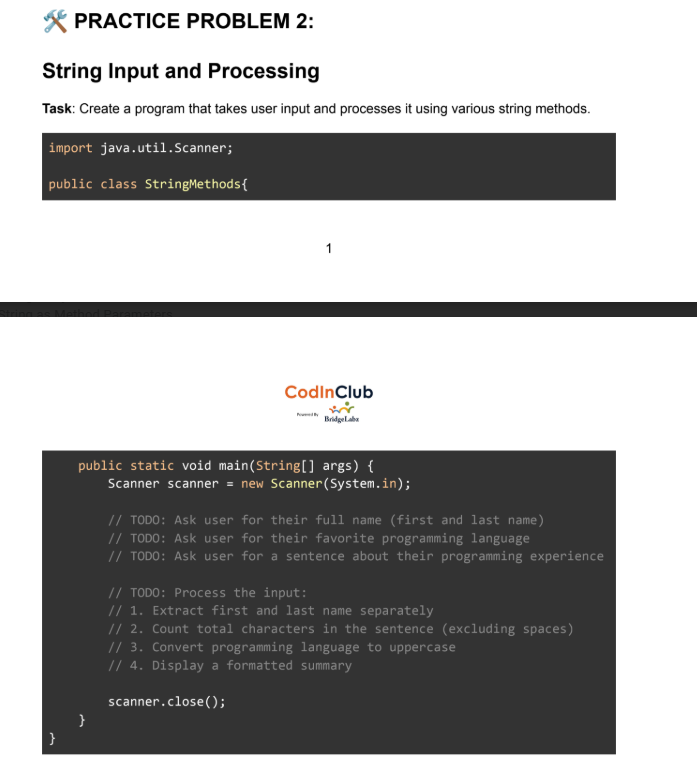 🛠️ PRACTICE PROBLEM 2:
String Input and Processing
Task: Create a program that takes user input and processes it using various string methods.
import java.util.Scanner;
public class StringMethods{
1
String as Method Parameters
CodInClub
Powered By
BridgeLabz
    public static void main(String[] args) {
        Scanner scanner = new Scanner(System.in);
        // TODO: Ask user for their full name (first and last name)
        // TODO: Ask user for their favorite programming language
        // TODO: Ask user for a sentence about their programming experience
        // TODO: Process the input:
        // 1. Extract first and last name separately
        // 2. Count total characters in the sentence (excluding spaces)
        // 3. Convert programming language to uppercase
        // 4. Display a formatted summary
        scanner.close();
    }
}